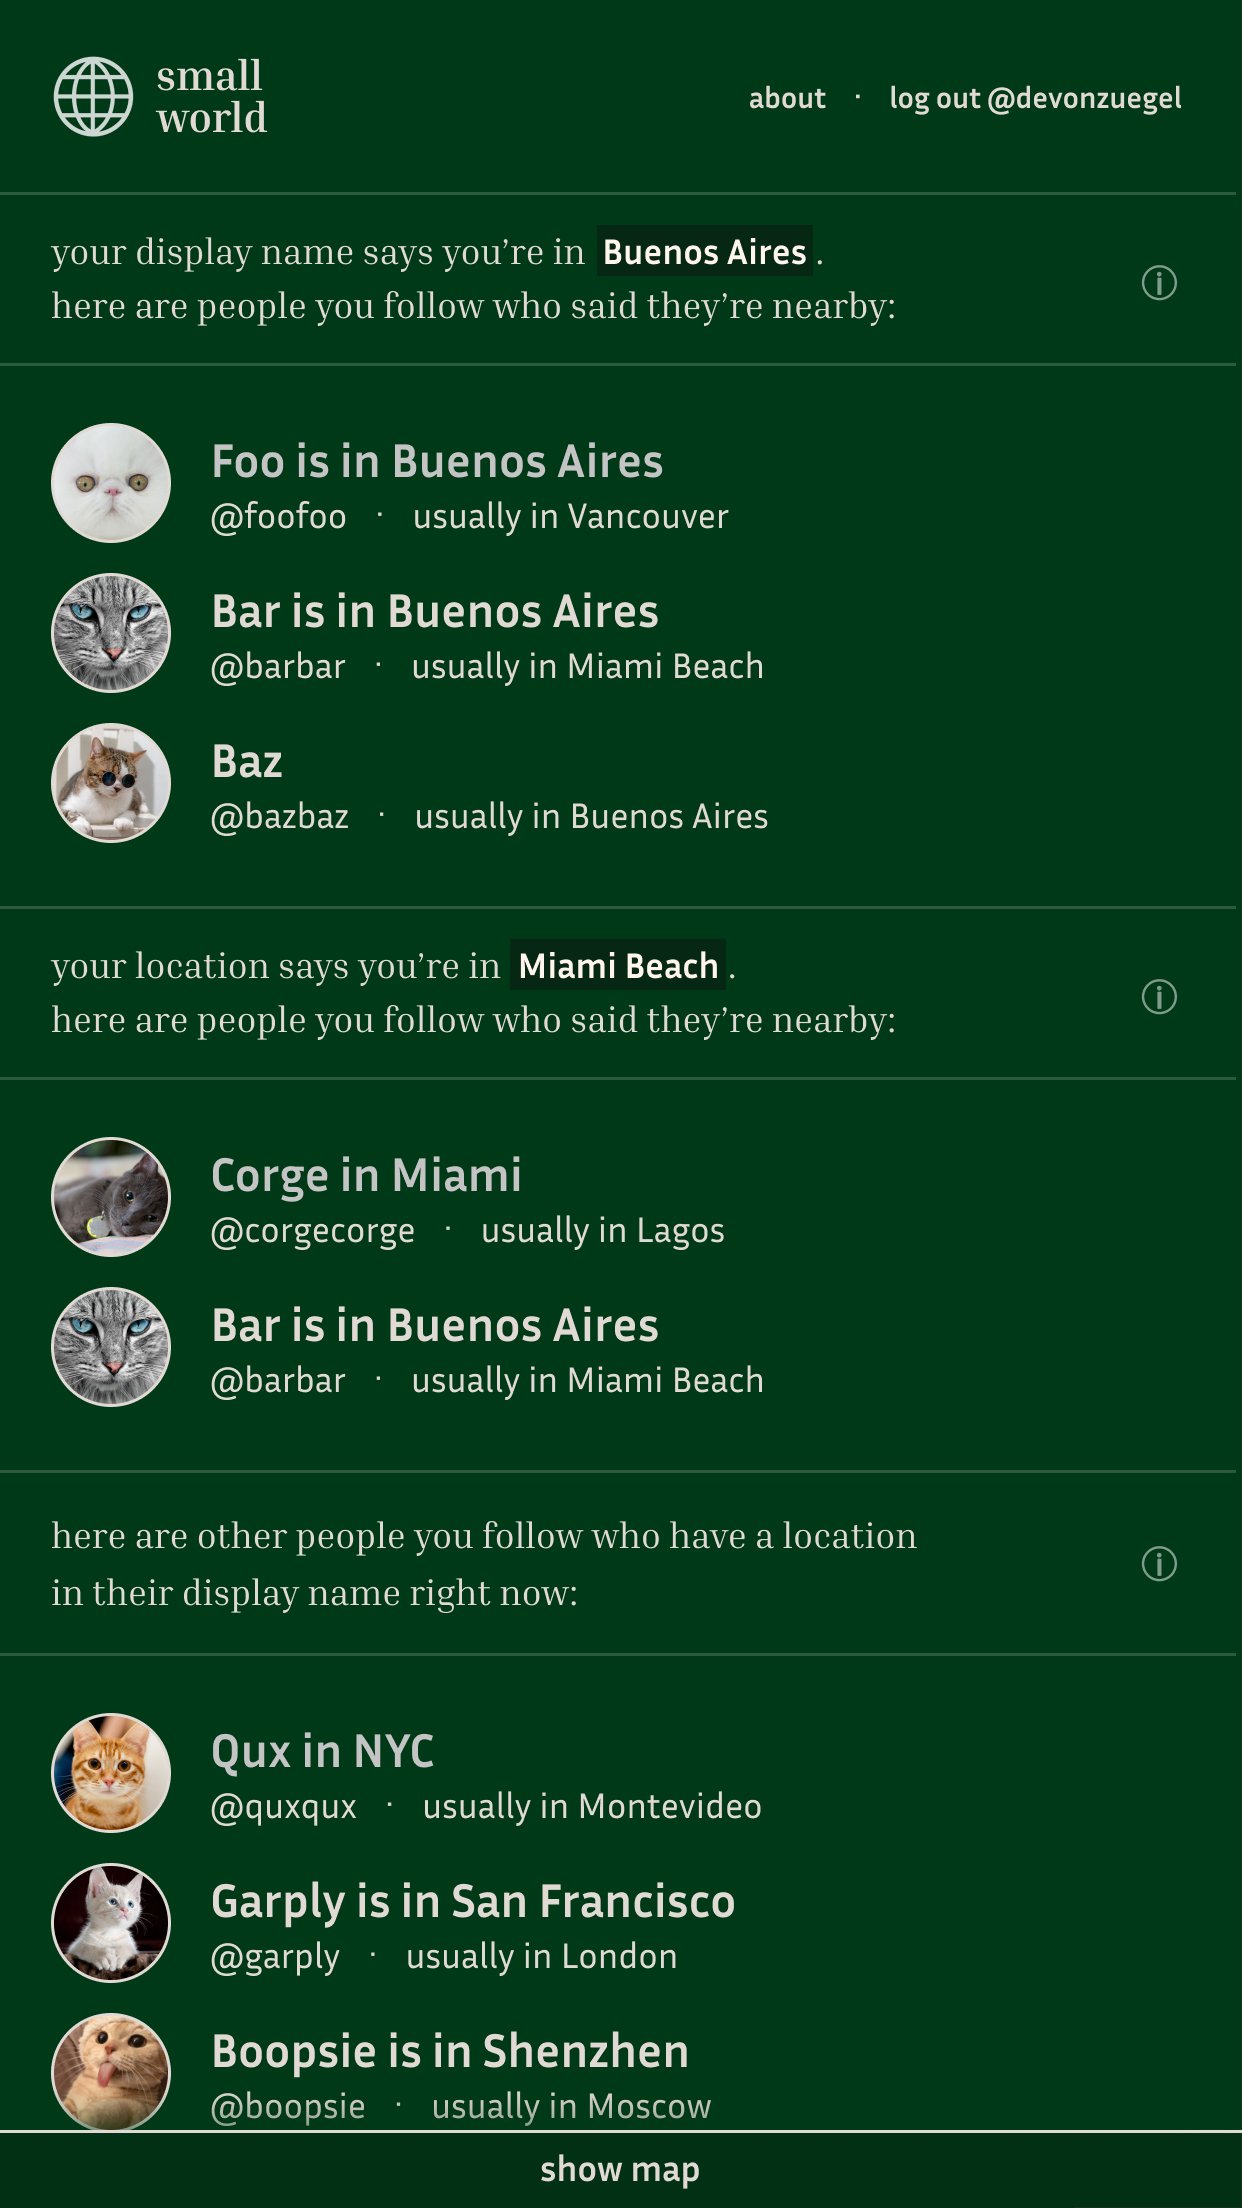 small
world
about · log out @devonzuegel
your display name says you’re in Buenos Aires.
here are people you follow who said they’re nearby:
Foo is in Buenos Aires
@foofoo · usually in Vancouver
Bar is in Buenos Aires
@barbar · usually in Miami Beach
Baz
@bazbaz · usually in Buenos Aires
your location says you’re in Miami Beach.
here are people you follow who said they’re nearby:
Corge in Miami
@corgecorge · usually in Lagos
Bar is in Buenos Aires
@barbar · usually in Miami Beach
here are other people you follow who have a location
in their display name right now:
Qux in NYC
@quxqux · usually in Montevideo
Garply is in San Francisco
@garply · usually in London
Boopsie is in Shenzhen
@boopsie · usually in Moscow
show map